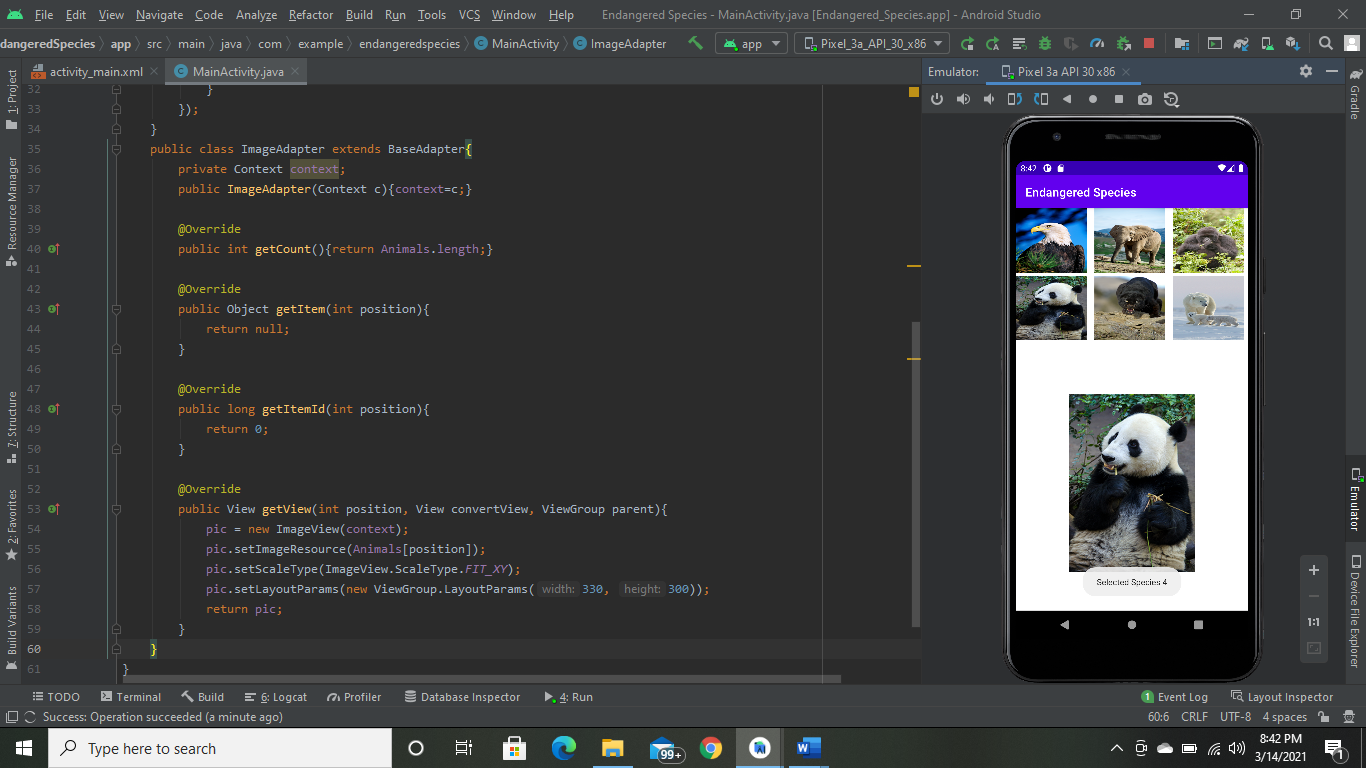 File Edit View Navigate Code Analyze Refactor Build Run Tools VCS Window Help Endangered Species - MainActivity.java [Endangered_Species.app] - Android Studio
dangeredSpecies app src main java com example endangeredspecies MainActivity ImageAdapter app Pixel_3a_API_30_x86
1: Project
Resource Manager
7: Structure
2: Favorites
Build Variants
activity_main.xml MainActivity.java
32 }
33 });
34 }
35 public class ImageAdapter extends BaseAdapter{
36 private Context context;
37 public ImageAdapter(Context c){context=c;}
38
39 @Override
40 public int getCount(){return Animals.length;}
41
42 @Override
43 public Object getItem(int position){
44 return null;
45 }
46
47 @Override
48 public long getItemId(int position){
49 return 0;
50 }
51
52 @Override
53 public View getView(int position, View convertView, ViewGroup parent){
54 pic = new ImageView(context);
55 pic.setImageResource(Animals[position]);
56 pic.setScaleType(ImageView.ScaleType.FIT_XY);
57 pic.setLayoutParams(new ViewGroup.LayoutParams( width: 330, height: 300));
58 return pic;
59 }
60 }
61 }
Emulator: Pixel 3a API 30 x86
8:42
Endangered Species
Selected Species 4
1:1
Gradle
Emulator
Device File Explorer
TODO Terminal Build 6: Logcat Profiler Database Inspector 4: Run 1 Event Log Layout Inspector
Success: Operation succeeded (a minute ago) 60:6 CRLF UTF-8 4 spaces
Type here to search 99+ W 8:42 PM
3/14/2021 1